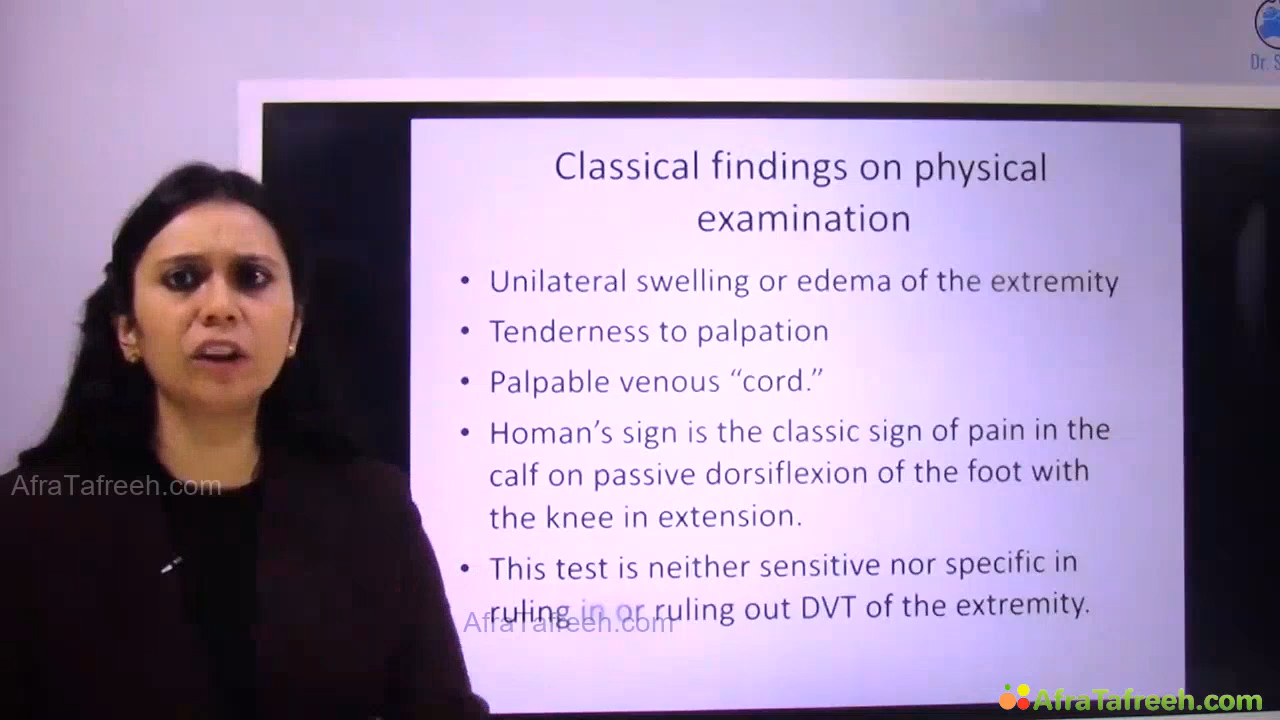 Dr. S
Classical findings on physical
examination
• Unilateral swelling or edema of the extremity
• Tenderness to palpation
• Palpable venous “cord.”
• Homan’s sign is the classic sign of pain in the
calf on passive dorsiflexion of the foot with
the knee in extension.
• This test is neither sensitive nor specific in
ruling in or ruling out DVT of the extremity.
AfraTafreeh.com
AfraTafreeh.com
AfraTafreeh.com